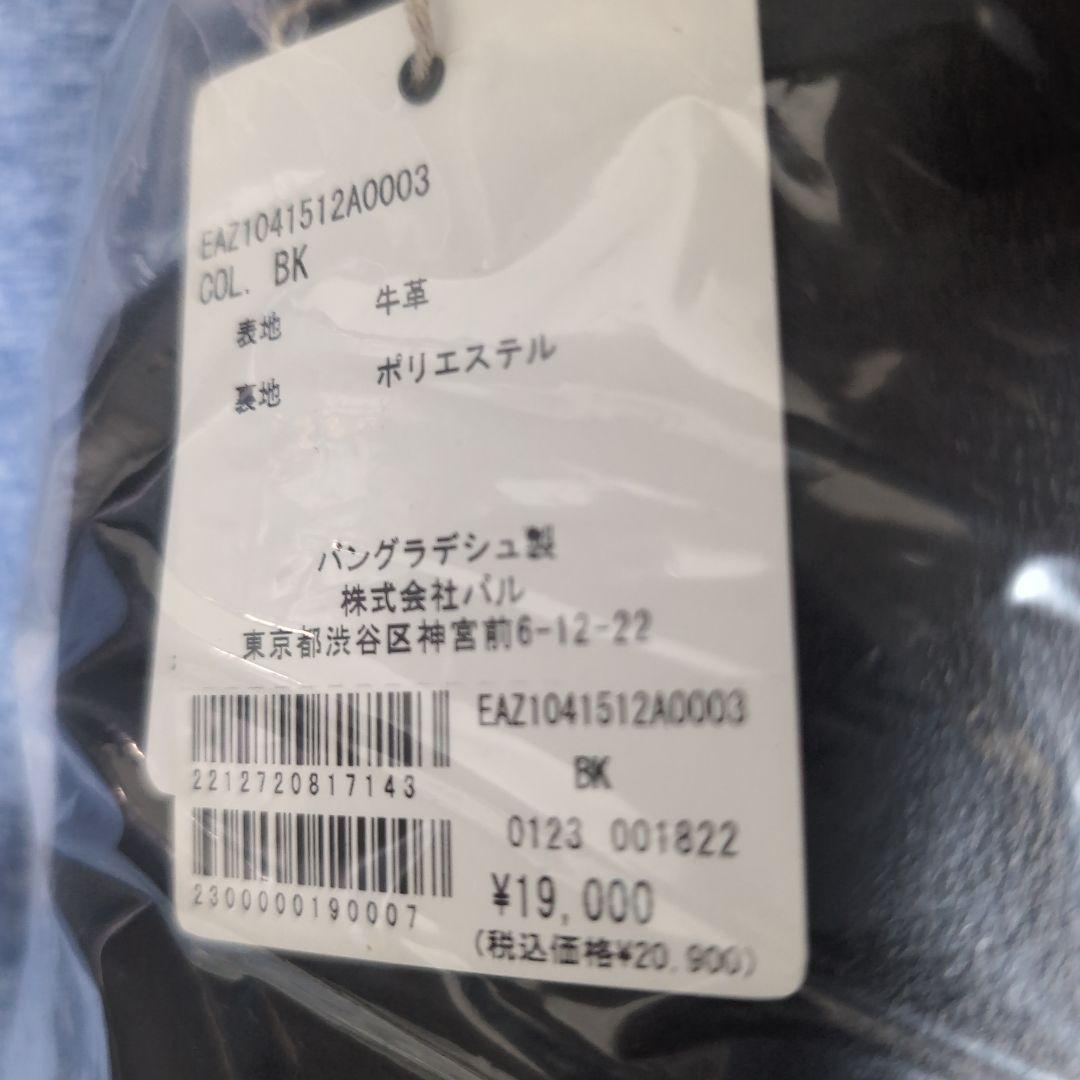 EAZ1041512A0003
COL. BK
表地 牛革
裏地 ポリエステル
バングラデシュ製
株式会社パル
東京都渋谷区神宮前6-12-22
EAZ1041512A0003
BK
2212720817143
0123 001822
¥19,000
2300000190007
(税込価格¥20,900)